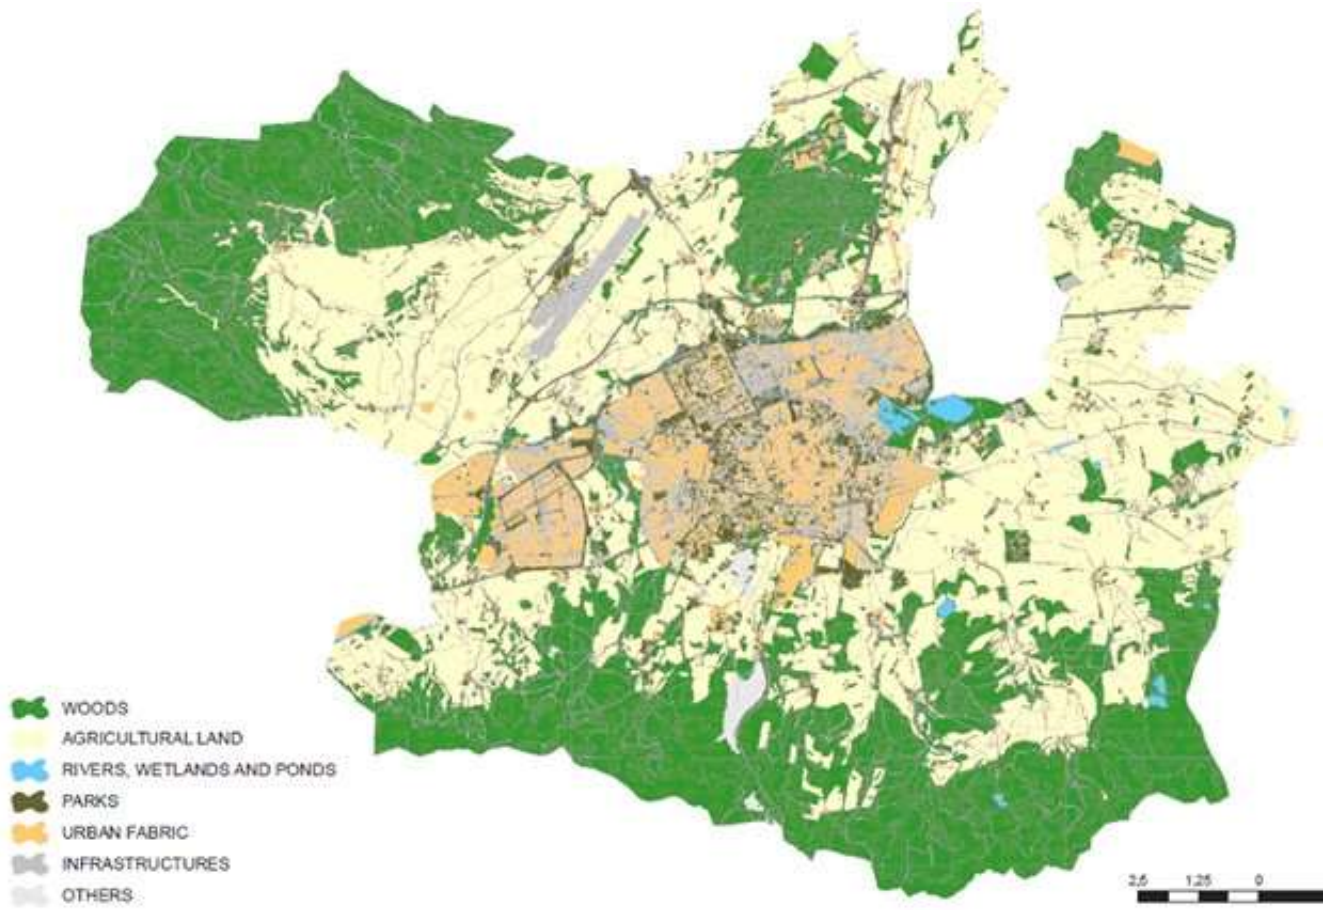 WOODS
AGRICULTURAL LAND
RIVERS, WETLANDS AND PONDS
PARKS
URBAN FABRIC
INFRASTRUCTURES
OTHERS
2,5 1,25 0